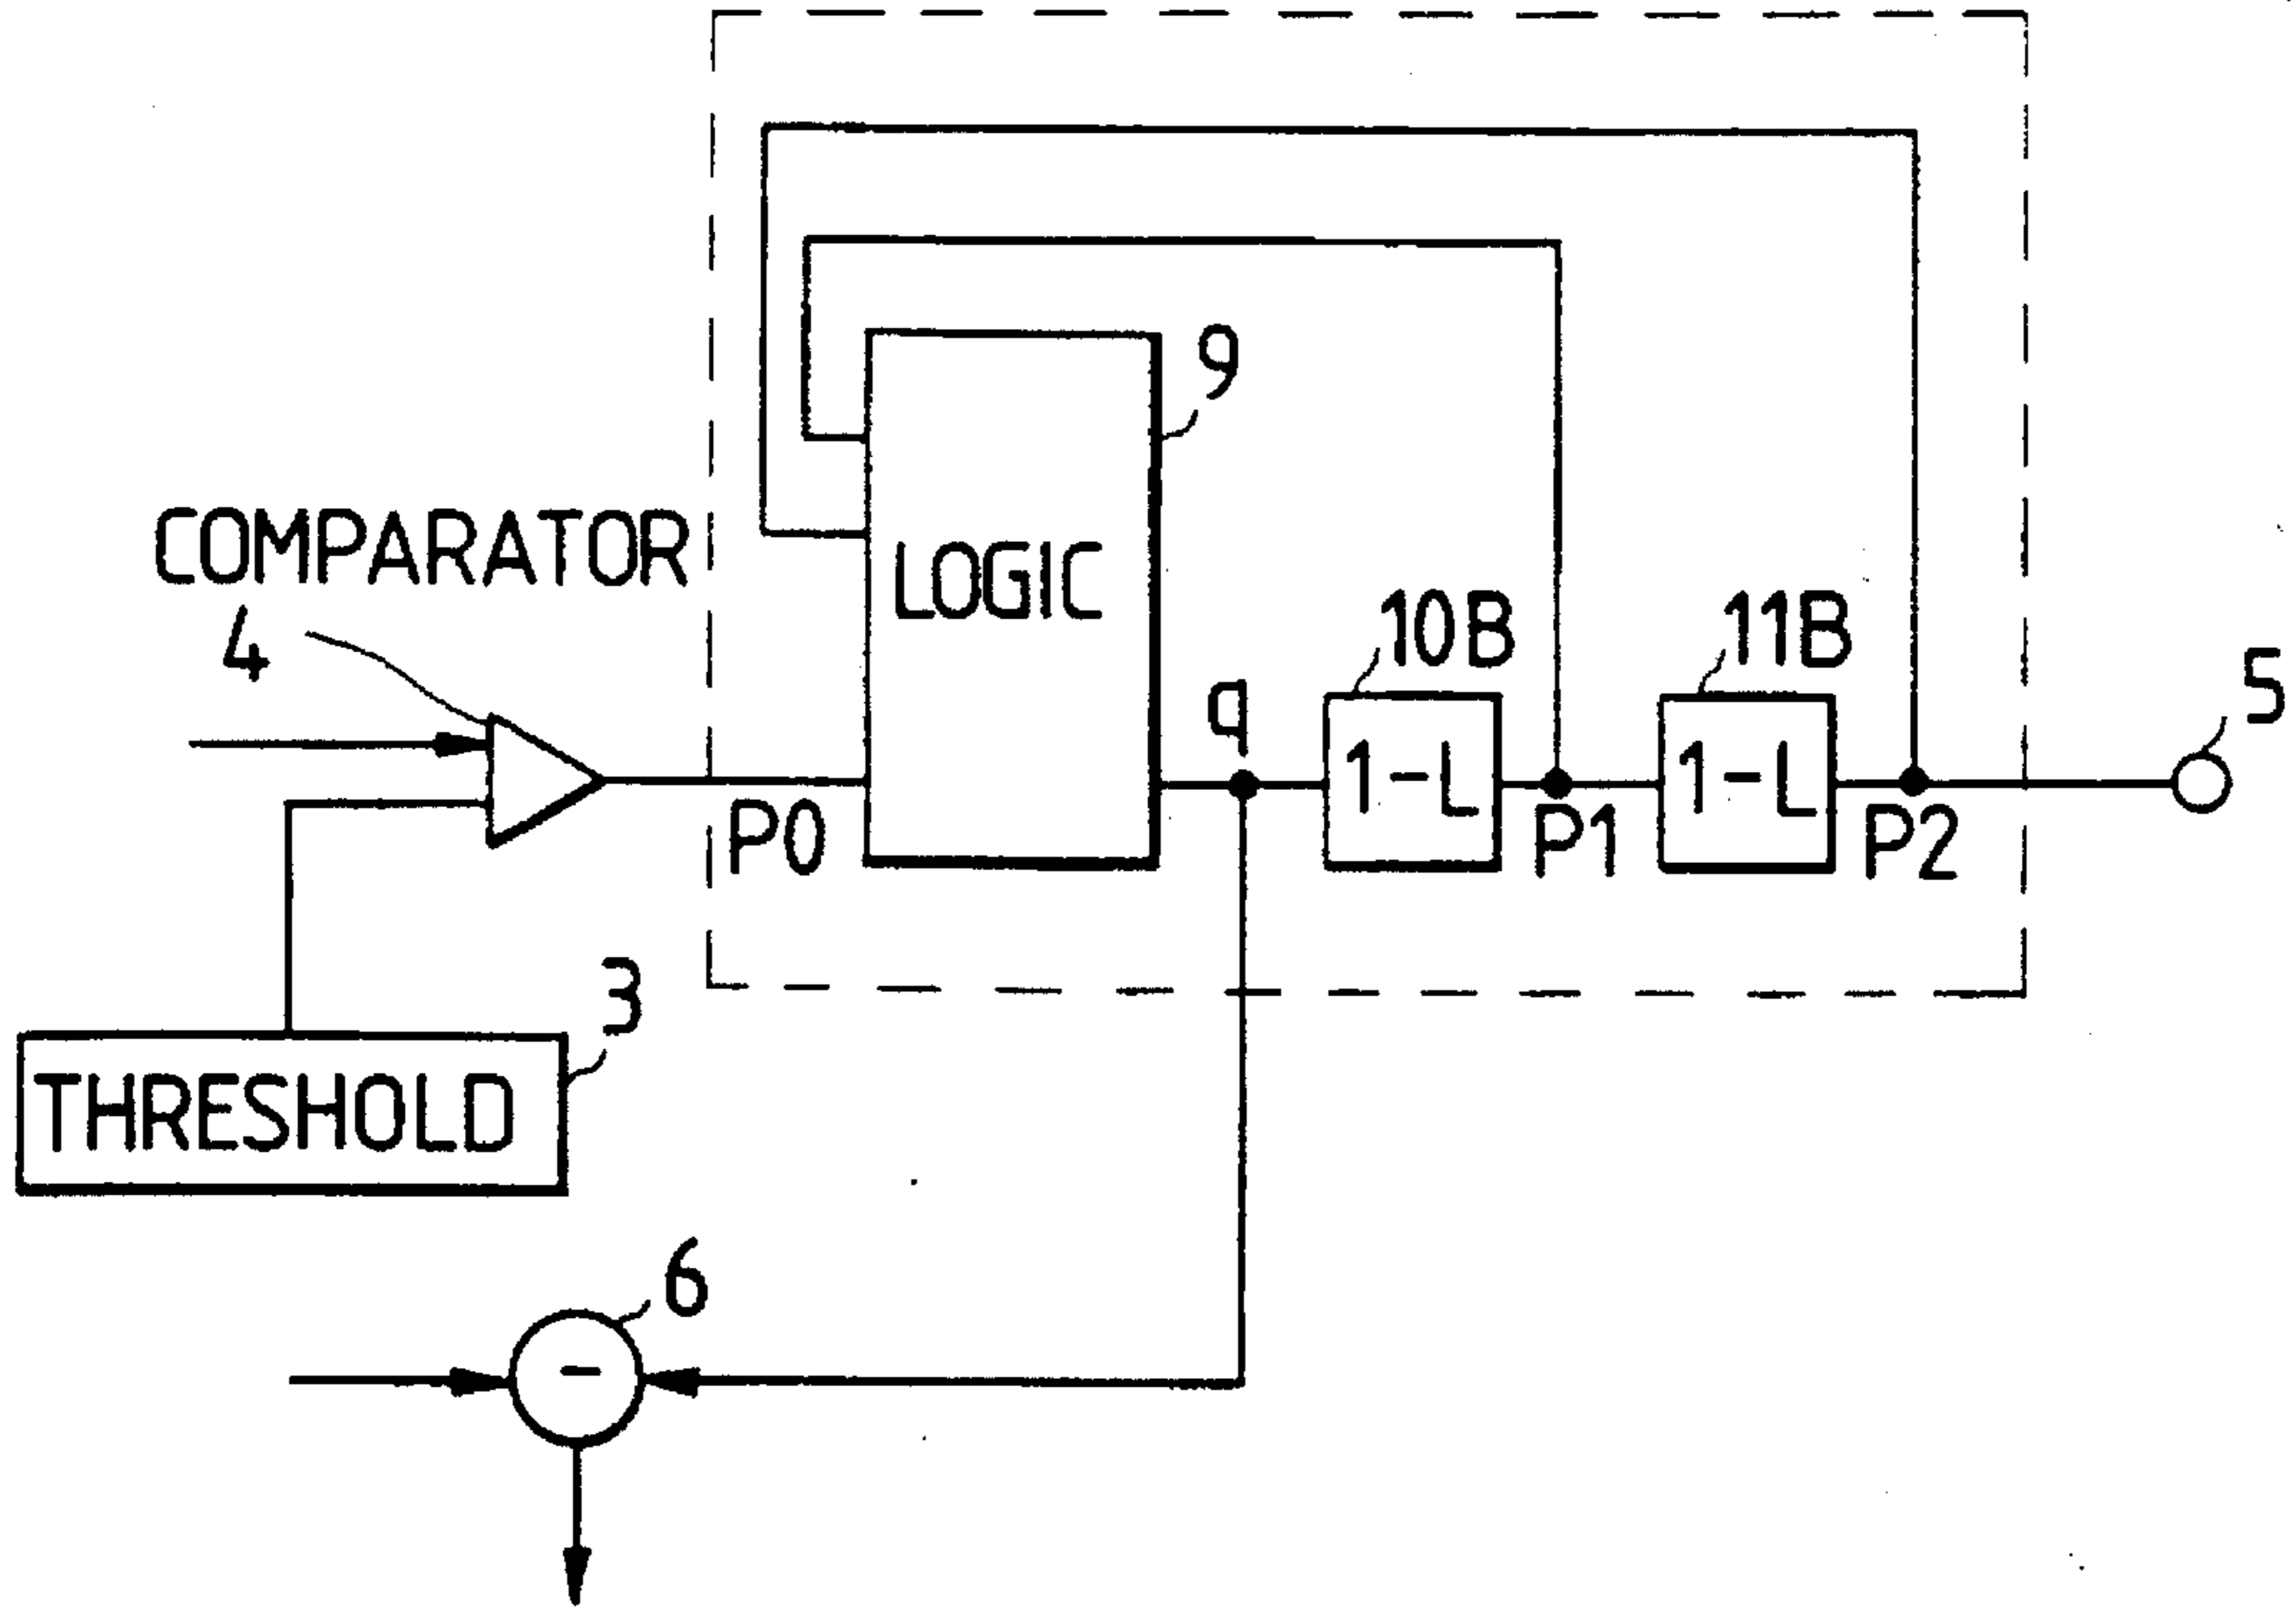 9
COMPARATOR
4
LOGIC
10B
11B
5
q
1-L
1-L
P0
P1
P2
3
THRESHOLD
6
-